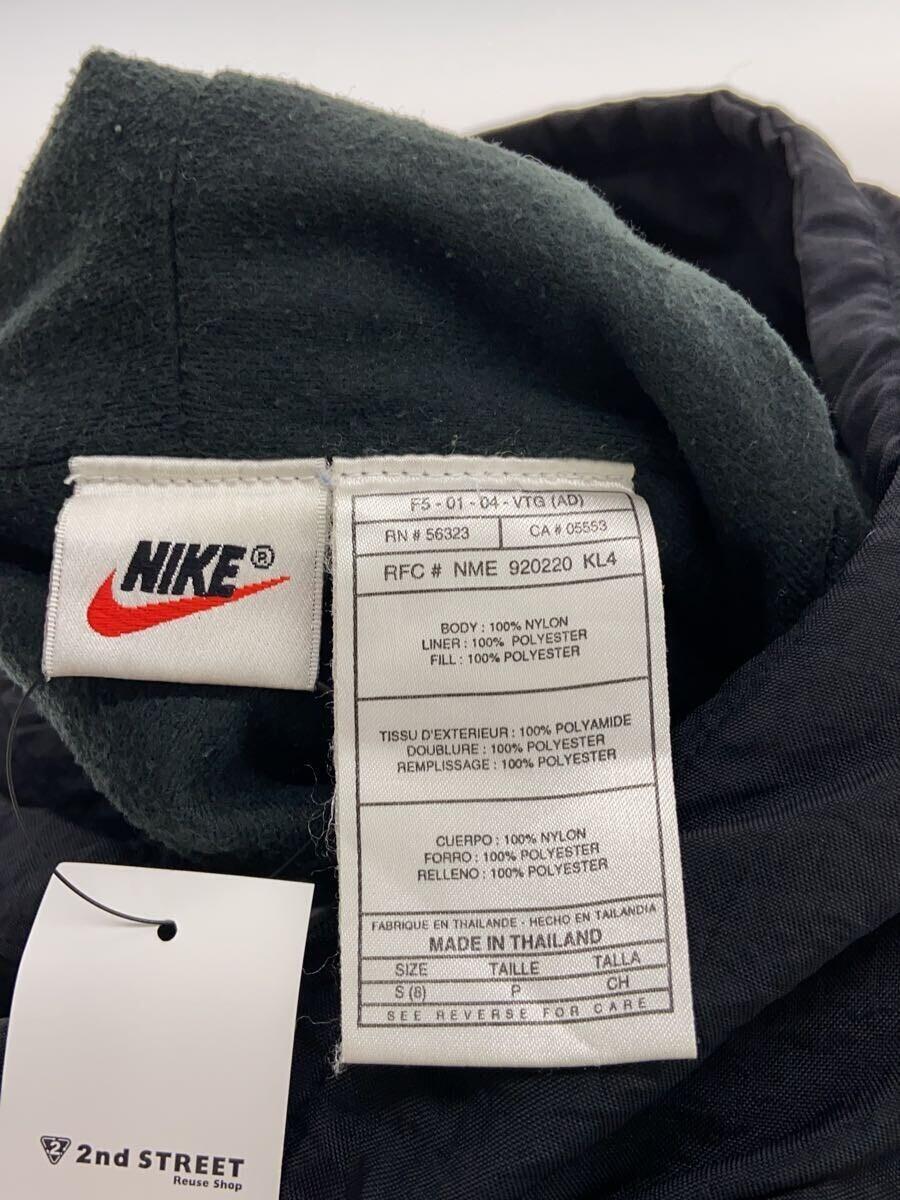 NIKE®
F5 - 01 - 04 - VTG (AD)
RN # 56323 CA # 05553
RFC # NME 920220 KL4
BODY : 100% NYLON
LINER : 100% POLYESTER
FILL : 100% POLYESTER
TISSU D'EXTERIEUR : 100% POLYAMIDE
DOUBLURE : 100% POLYESTER
REMPLISSAGE : 100% POLYESTER
CUERPO : 100% NYLON
FORRO : 100% POLYESTER
RELLENO : 100% POLYESTER
FABRIQUE EN THAILANDE - HECHO EN TAILANDIA
MADE IN THAILAND
SIZE TAILLE TALLA
S (8) P CH
SEE REVERSE FOR CARE
2 2nd STREET
Reuse Shop